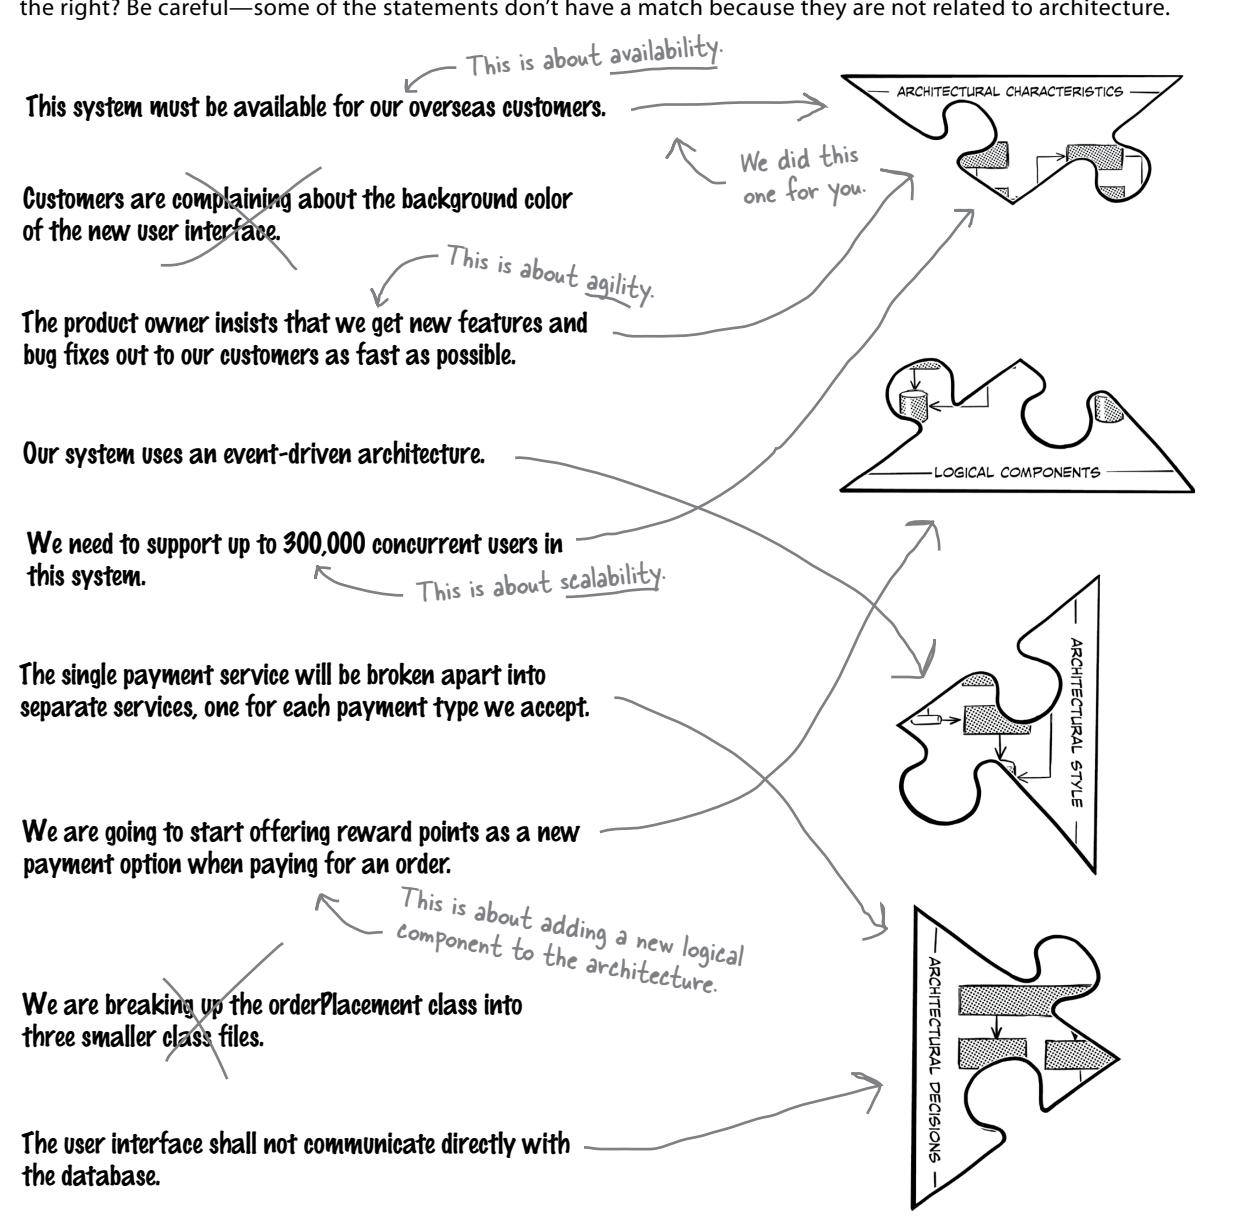 the right? Be careful—some of the statements don't have a match because they are not related to architecture.
This is about availability.
This system must be available for our overseas customers.
ARCHITECTURAL CHARACTERISTICS
We did this
one for you.
Customers are complaining about the background color
of the new user interface.
This is about agility.
The product owner insists that we get new features and
bug fixes out to our customers as fast as possible.
Our system uses an event-driven architecture.
LOGICAL COMPONENTS
We need to support up to 300,000 concurrent users in
this system.
This is about scalability.
ARCHITECTURAL STYLE
The single payment service will be broken apart into
separate services, one for each payment type we accept.
We are going to start offering reward points as a new
payment option when paying for an order.
This is about adding a new logical
component to the architecture.
ARCHITECTURAL DECISIONS
We are breaking up the orderPlacement class into
three smaller class files.
The user interface shall not communicate directly with
the database.